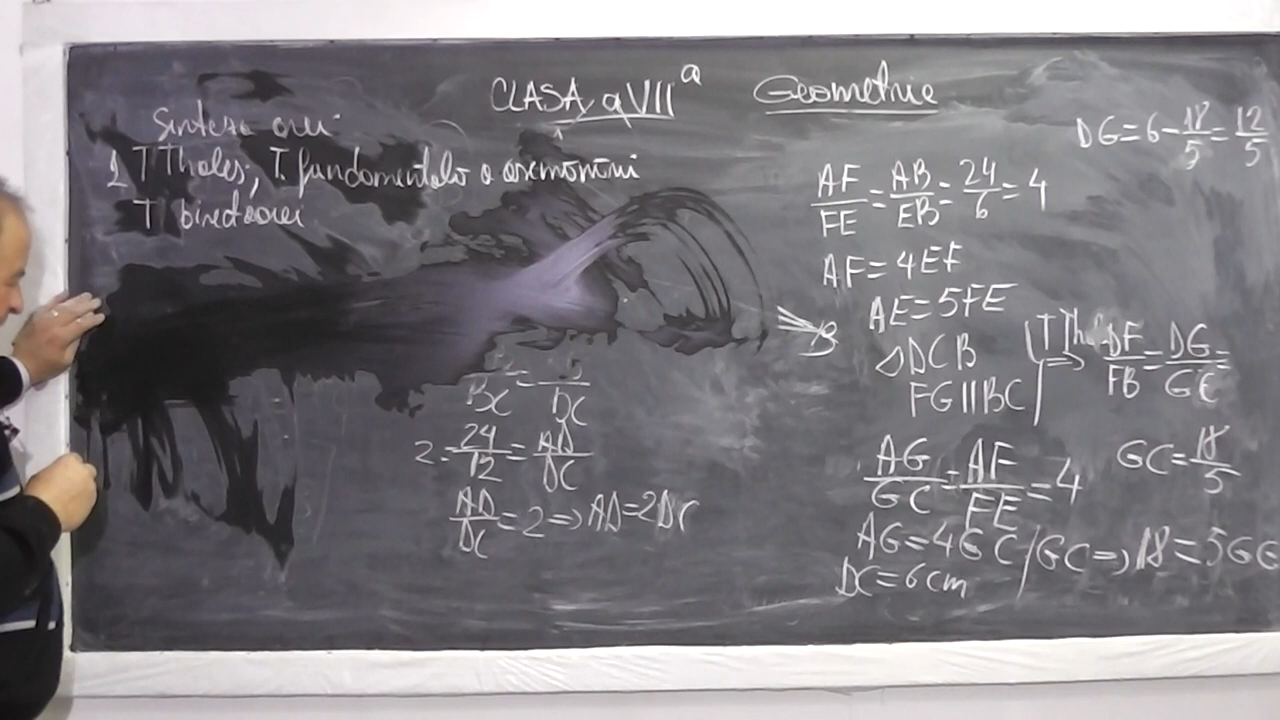 CLASA a VII a Geometrie
Sinteza orei
1 T Thales; T. fundamentala a asemanarii
T bisectoarei
BC = DC
2 = 24/12 = AD/DC
AD/DC = 2 => AD = 2DC
DG = 6 - 18/5 = 12/5
AF/FE = AB/EB = 24/6 = 4
AF = 4EF
AE = 5FE
△DCB
FG || BC | T Th => DF/FB = DG/GC =
AG/GC = AF/FE = 4
GC = 18/5
AG = 4GC / GC => 18 = 5GC
DC = 6 cm